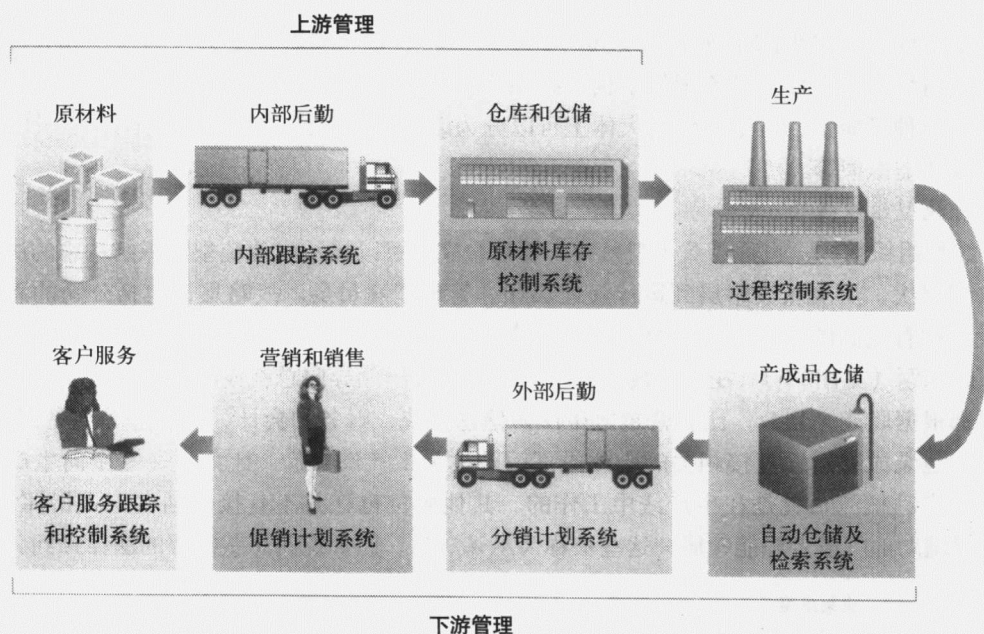 上游管理
原材料
内部后勤
仓库和仓储
生产
内部跟踪系统
原材料库存
控制系统
过程控制系统
客户服务
营销和销售
外部后勤
产成品仓储
客户服务跟踪
和控制系统
促销计划系统
分销计划系统
自动仓储及
检索系统
下游管理